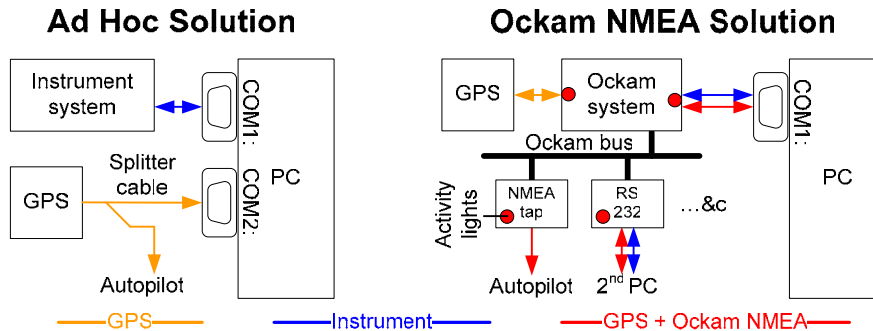 Ad Hoc Solution
Instrument
system
COM1:
PC
Splitter
cable
GPS
COM2:
Autopilot
Ockam NMEA Solution
GPS
Ockam
system
COM1:
Ockam bus
PC
Activity
lights
NMEA
tap
RS
232
...&c
Autopilot
2nd PC
GPS
Instrument
GPS + Ockam NMEA